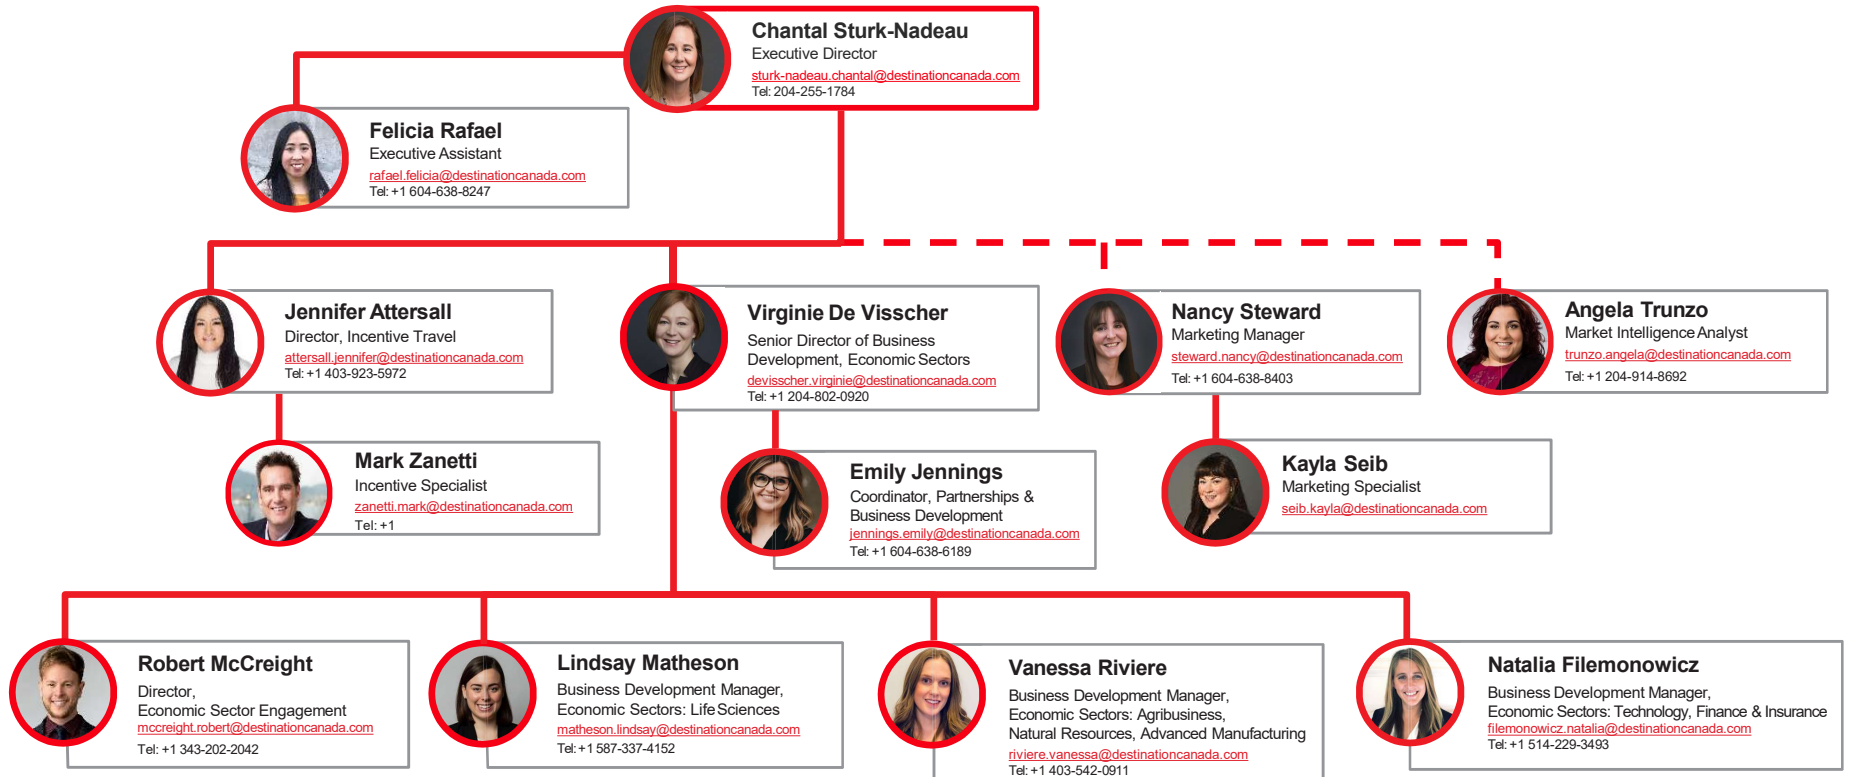 Chantal Sturk-Nadeau
Executive Director
sturk-nadeau.chantal@destinationcanada.com
Tel: 204-255-1784
Felicia Rafael
Executive Assistant
rafael.felicia@destinationcanada.com
Tel: +1 604-638-8247
Jennifer Attersall
Director, Incentive Travel
attersall.jennifer@destinationcanada.com
Tel: +1 403-923-5972
Virginie De Visscher
Senior Director of Business
Development, Economic Sectors
devisscher.virginie@destinationcanada.com
Tel: +1 204-802-0920
Nancy Steward
Marketing Manager
steward.nancy@destinationcanada.com
Tel: +1 604-638-8403
Angela Trunzo
Market Intelligence Analyst
trunzo.angela@destinationcanada.com
Tel: +1 204-914-8692
Mark Zanetti
Incentive Specialist
zanetti.mark@destinationcanada.com
Tel: +1
Emily Jennings
Coordinator, Partnerships &
Business Development
jennings.emily@destinationcanada.com
Tel: +1 604-638-6189
Kayla Seib
Marketing Specialist
seib.kayla@destinationcanada.com
Robert McCreight
Director,
Economic Sector Engagement
mccreight.robert@destinationcanada.com
Tel: +1 343-202-2042
Lindsay Matheson
Business Development Manager,
Economic Sectors: Life Sciences
matheson.lindsay@destinationcanada.com
Tel: +1 587-337-4152
Vanessa Riviere
Business Development Manager,
Economic Sectors: Agribusiness,
Natural Resources, Advanced Manufacturing
riviere.vanessa@destinationcanada.com
Tel: +1 403-542-0911
Natalia Filemonowicz
Business Development Manager,
Economic Sectors: Technology, Finance & Insurance
filemonowicz.natalia@destinationcanada.com
Tel: +1 514-229-3493